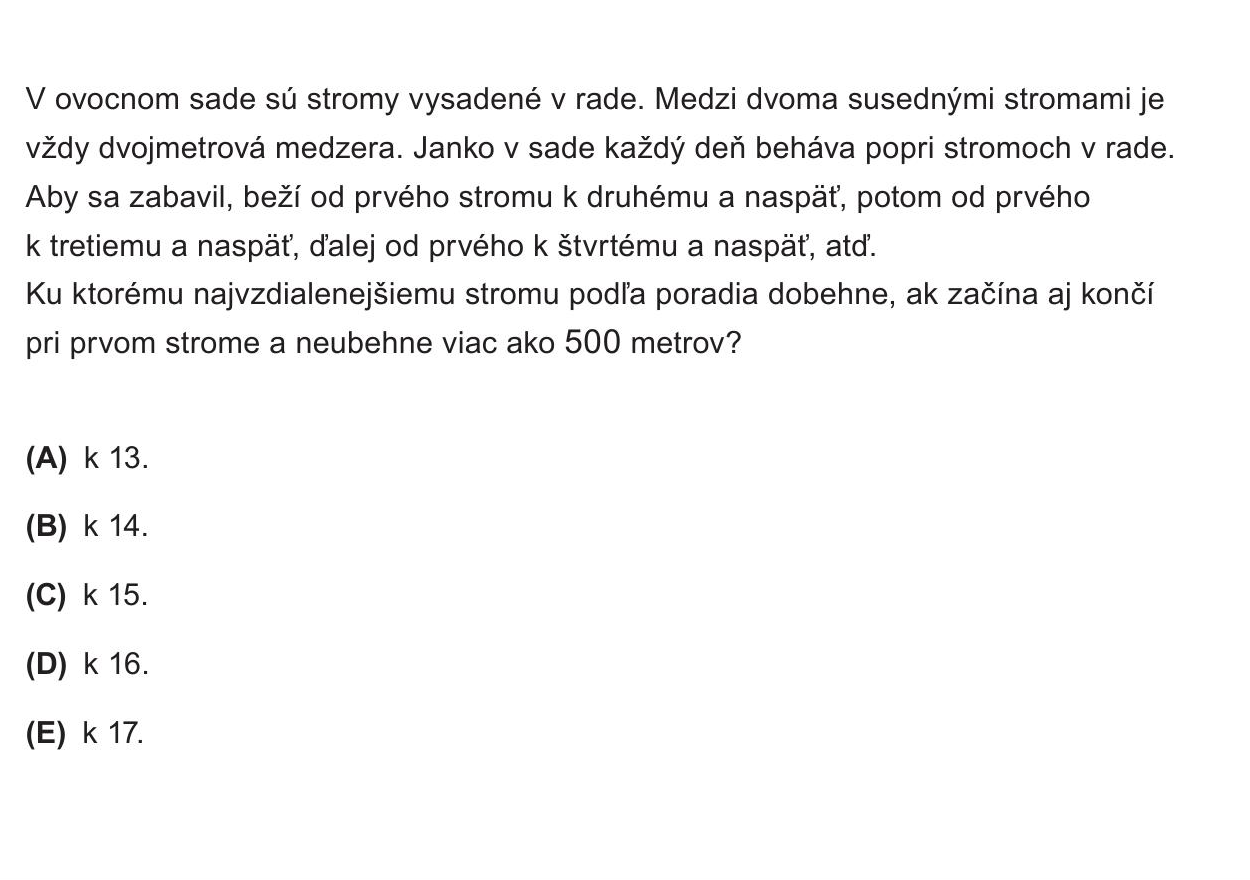 V ovocnom sade sú stromy vysadené v rade. Medzi dvoma susednými stromami je
vždy dvojmetrová medzera. Janko v sade každý deň beháva popri stromoch v rade.
Aby sa zabavil, beží od prvého stromu k druhému a naspäť, potom od prvého
k tretiemu a naspäť, ďalej od prvého k štvrtému a naspäť, atď.
Ku ktorému najvzdialenejšiemu stromu podľa poradia dobehne, ak začína aj končí
pri prvom strome a neubehne viac ako 500 metrov?
(A) k 13.
(B) k 14.
(C) k 15.
(D) k 16.
(E) k 17.